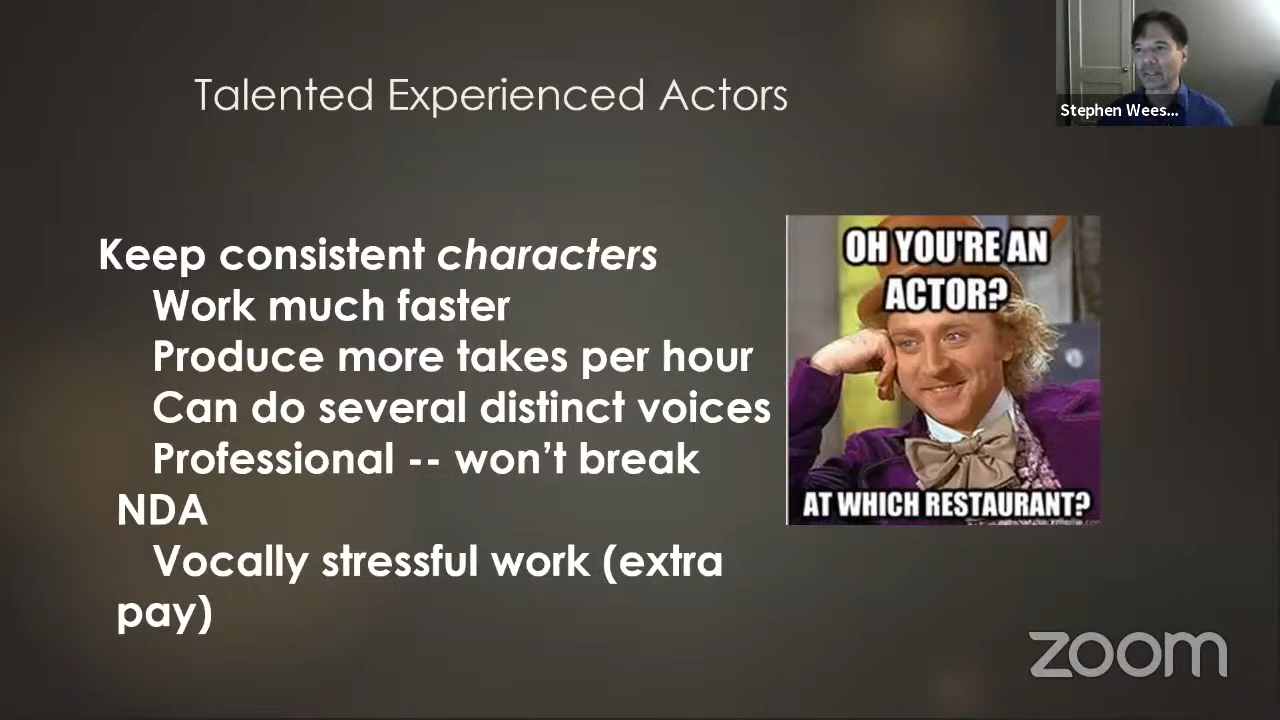 Talented Experienced Actors
Stephen Wees...
Keep consistent characters
Work much faster
Produce more takes per hour
Can do several distinct voices
Professional -- won't break
NDA
Vocally stressful work (extra
pay)
OH YOU'RE AN
ACTOR?
AT WHICH RESTAURANT?
zoom